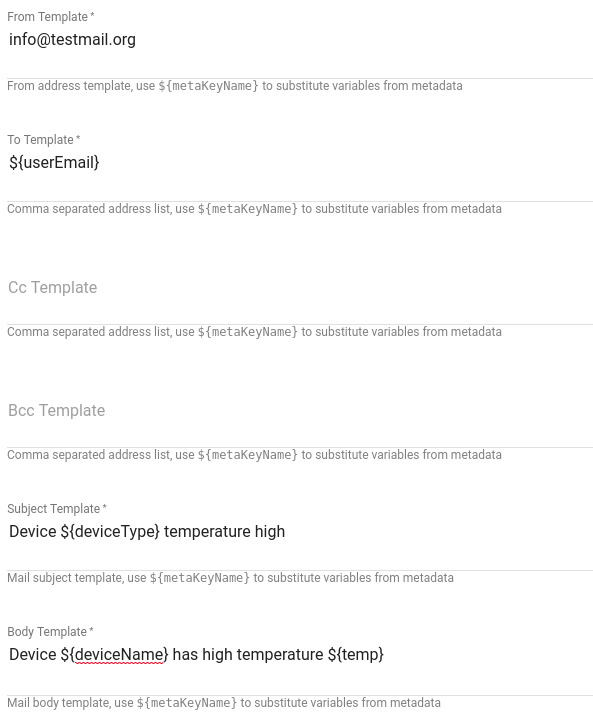 From Template *
info@testmail.org
From address template, use ${metaKeyName} to substitute variables from metadata
To Template *
${userEmail}
Comma separated address list, use ${metaKeyName} to substitute variables from metadata
Cc Template
Comma separated address list, use ${metaKeyName} to substitute variables from metadata
Bcc Template
Comma separated address list, use ${metaKeyName} to substitute variables from metadata
Subject Template *
Device ${deviceType} temperature high
Mail subject template, use ${metaKeyName} to substitute variables from metadata
Body Template *
Device ${deviceName} has high temperature ${temp}
Mail body template, use ${metaKeyName} to substitute variables from metadata